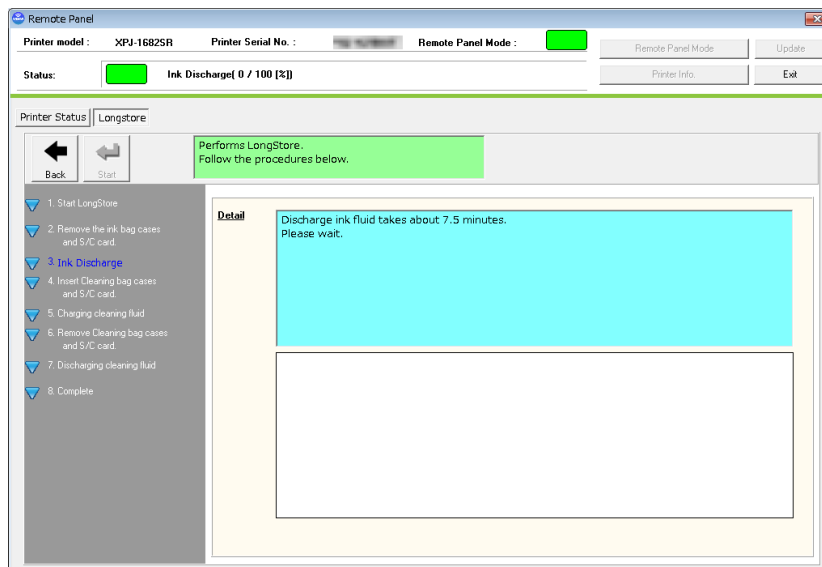 Remote Panel
Printer model : XPJ-1682SR Printer Serial No. : Remote Panel Mode : Remote Panel Mode Update
Status: Ink Discharge( 0 / 100 [%]) Printer Info. Exit
Printer Status Longstore
Back Start
Performs LongStore.
Follow the procedures below.
1. Start LongStore
2. Remove the ink bag cases
and S/C card.
3. Ink Discharge
4. Insert Cleaning bag cases
and S/C card.
5. Charging cleaning fluid
6. Remove Cleaning bag cases
and S/C card.
7. Discharging cleaning fluid
8. Complete
Detail
Discharge ink fluid takes about 7.5 minutes.
Please wait.